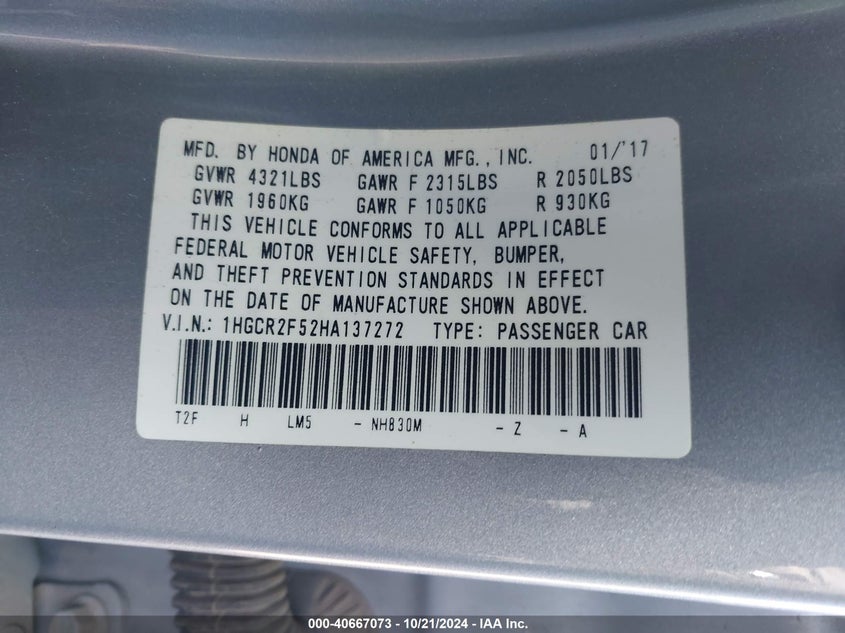 MFD. BY HONDA OF AMERICA MFG., INC. 01/'17
GVWR 4321LBS GAWR F 2315LBS R 2050LBS
GVWR 1960KG GAWR F 1050KG R 930KG
THIS VEHICLE CONFORMS TO ALL APPLICABLE
FEDERAL MOTOR VEHICLE SAFETY, BUMPER,
AND THEFT PREVENTION STANDARDS IN EFFECT
ON THE DATE OF MANUFACTURE SHOWN ABOVE.
V.I.N.: 1HGCR2F52HA137272 TYPE: PASSENGER CAR
T2F H LM5 - NH830M - Z - A
000-40667073 / 10/21/2024 - IAA Inc.